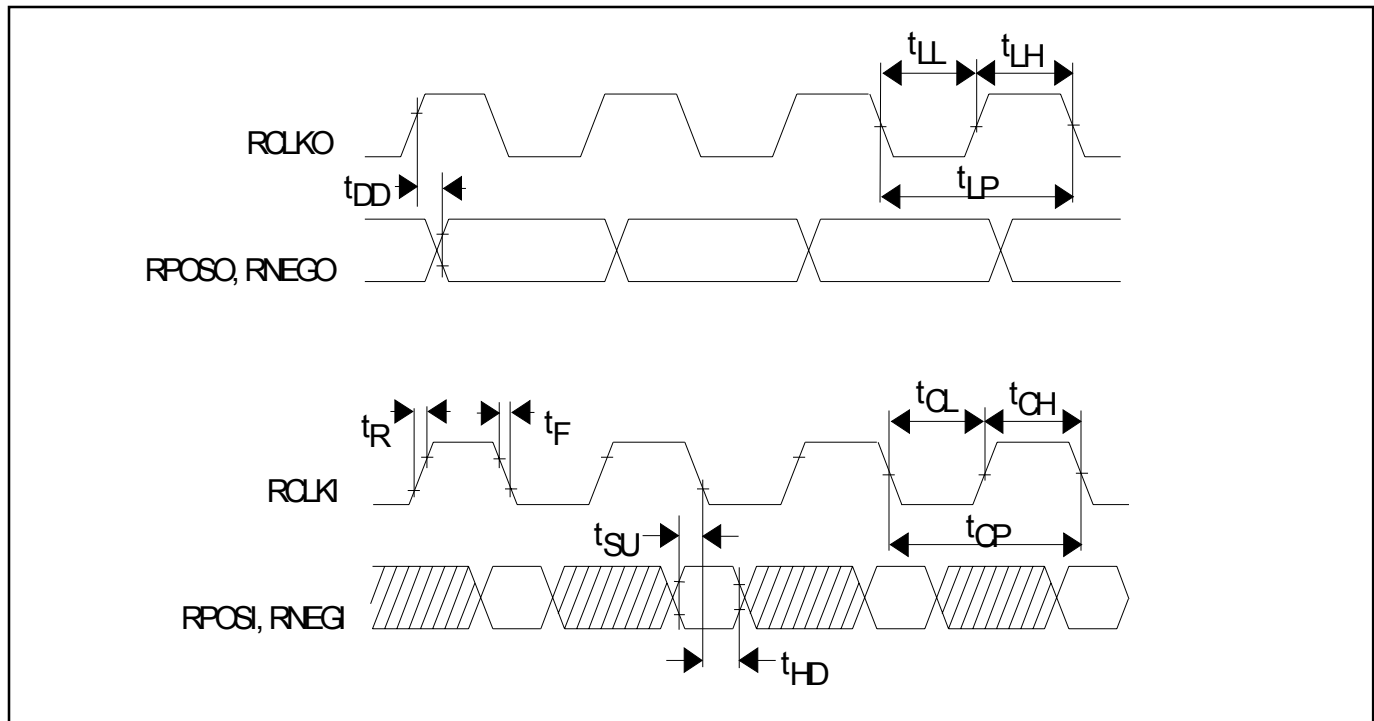 tLL tLH
RCLKO
tDD tLP
RPOSO, RNEGO
tCL tCH
tR tF
RCLKI
tSU tCP
RPOSI, RNEGI
tHD